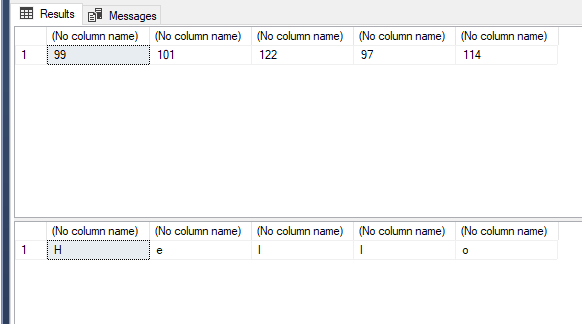 Results Messages
(No column name) (No column name) (No column name) (No column name) (No column name)
1 99 101 122 97 114
(No column name) (No column name) (No column name) (No column name) (No column name)
1 H e l l o